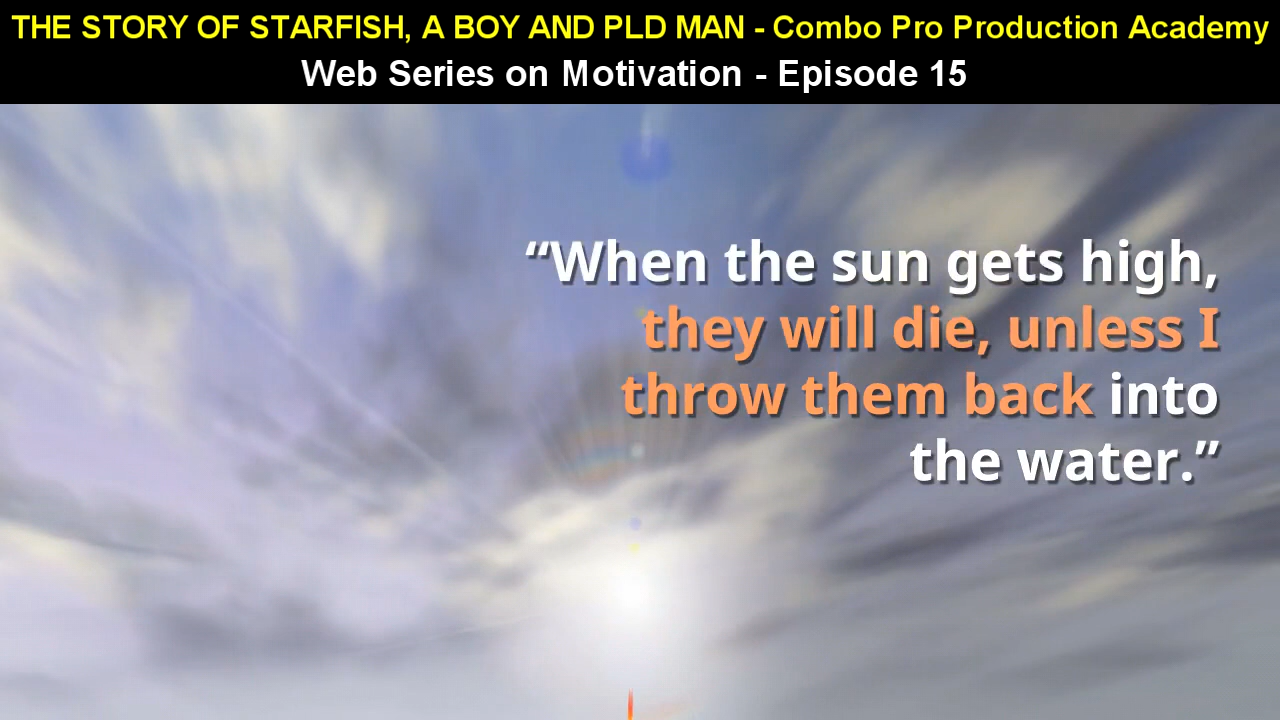 THE STORY OF STARFISH, A BOY AND PLD MAN - Combo Pro Production Academy
Web Series on Motivation - Episode 15
“When the sun gets high,
they will die, unless I
throw them back into
the water.”